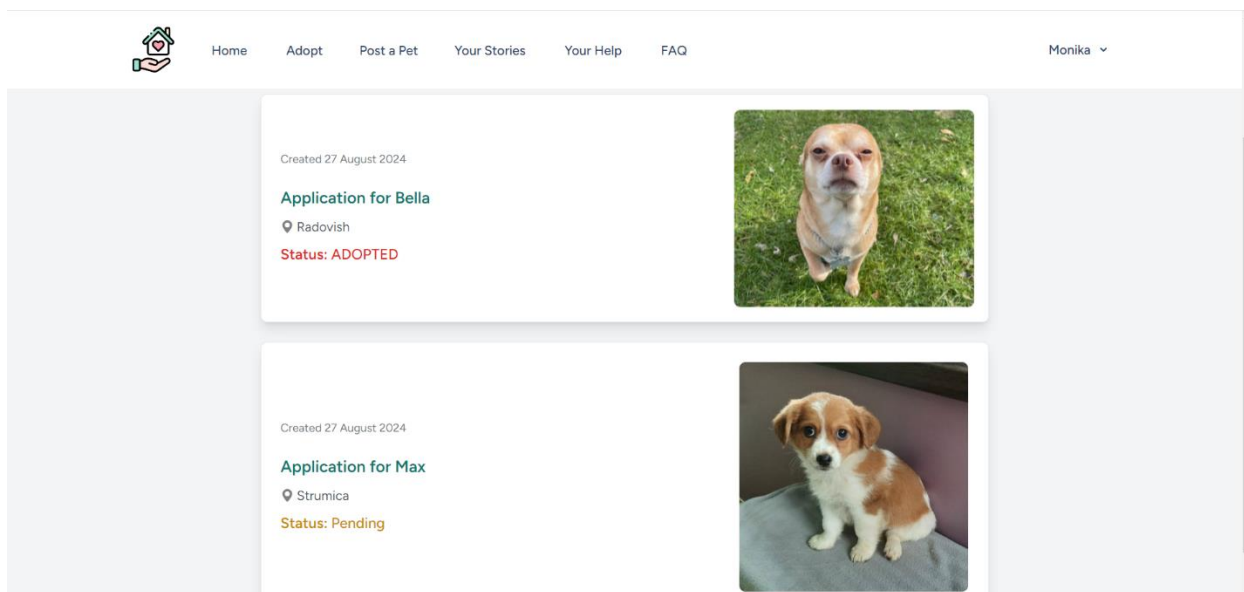 Home Adopt Post a Pet Your Stories Your Help FAQ Monika
Created 27 August 2024
Application for Bella
Radovish
Status: ADOPTED
Created 27 August 2024
Application for Max
Strumica
Status: Pending